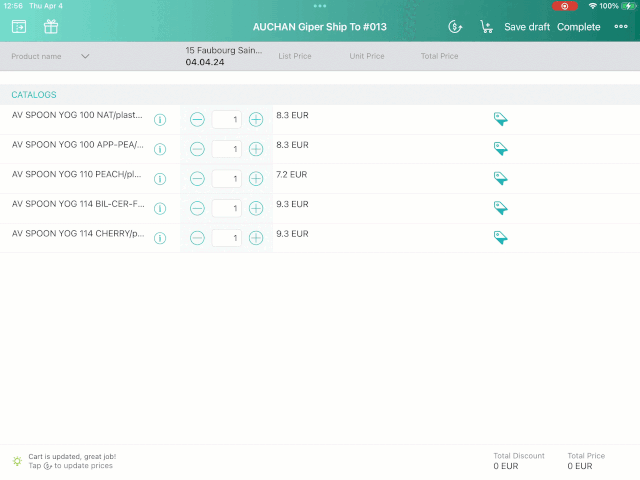 12:56 Thu Apr 4
100%
AUCHAN Giper Ship To #013
Save draft Complete
Product name
15 Faubourg Sain...
04.04.24
List Price
Unit Price
Total Price
CATALOGS
AV SPOON YOG 100 NAT/plast... 1 8.3 EUR
AV SPOON YOG 100 APP-PEA/... 1 8.3 EUR
AV SPOON YOG 110 PEACH/pl... 1 7.2 EUR
AV SPOON YOG 114 BIL-CER-F... 1 9.3 EUR
AV SPOON YOG 114 CHERRY/p... 1 9.3 EUR
Cart is updated, great job!
Tap to update prices
Total Discount
0 EUR
Total Price
0 EUR